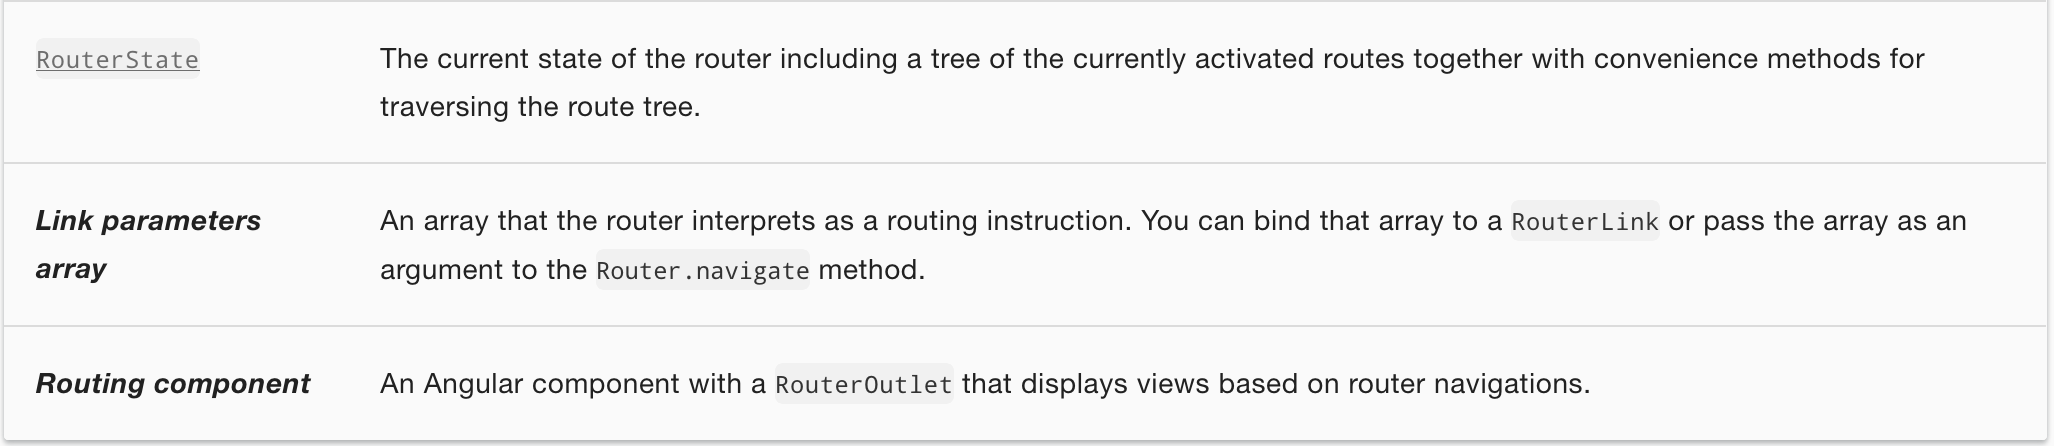 RouterState The current state of the router including a tree of the currently activated routes together with convenience methods for
traversing the route tree.
Link parameters An array that the router interprets as a routing instruction. You can bind that array to a RouterLink or pass the array as an
array argument to the Router.navigate method.
Routing component An Angular component with a RouterOutlet that displays views based on router navigations.